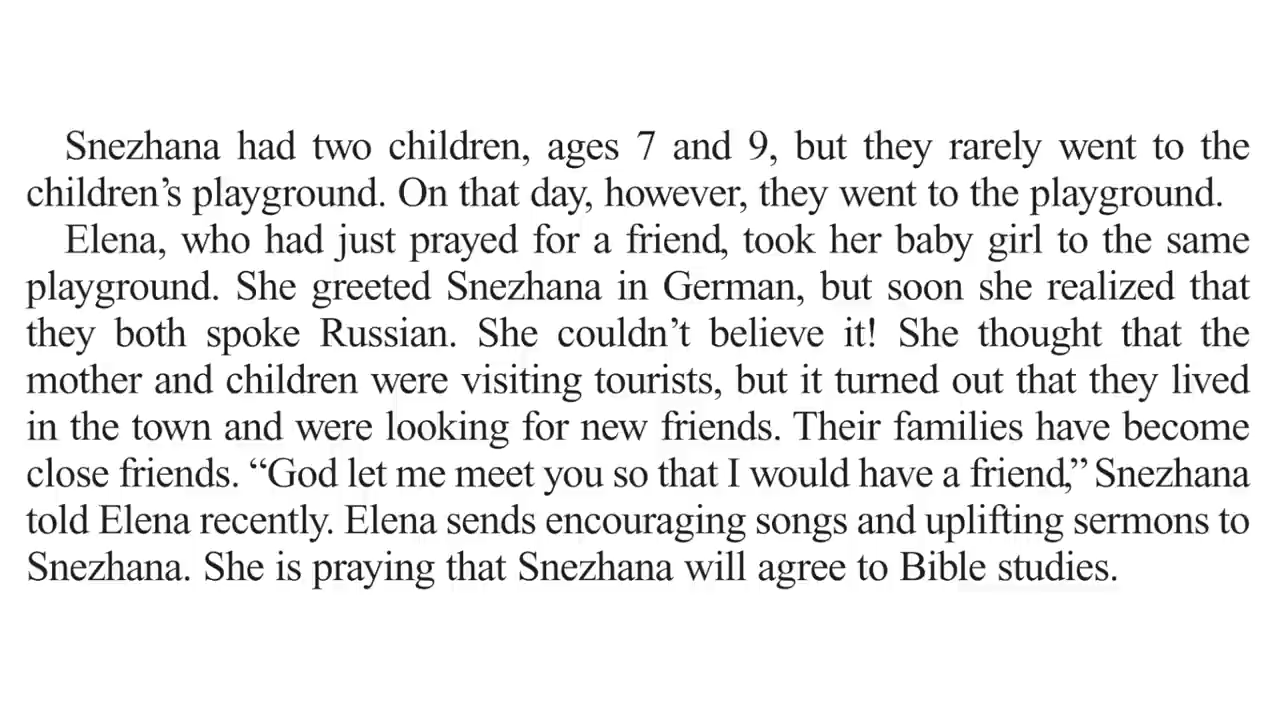 Snezhana had two children, ages 7 and 9, but they rarely went to the
children’s playground. On that day, however, they went to the playground.
Elena, who had just prayed for a friend, took her baby girl to the same
playground. She greeted Snezhana in German, but soon she realized that
they both spoke Russian. She couldn’t believe it! She thought that the
mother and children were visiting tourists, but it turned out that they lived
in the town and were looking for new friends. Their families have become
close friends. “God let me meet you so that I would have a friend,” Snezhana
told Elena recently. Elena sends encouraging songs and uplifting sermons to
Snezhana. She is praying that Snezhana will agree to Bible studies.